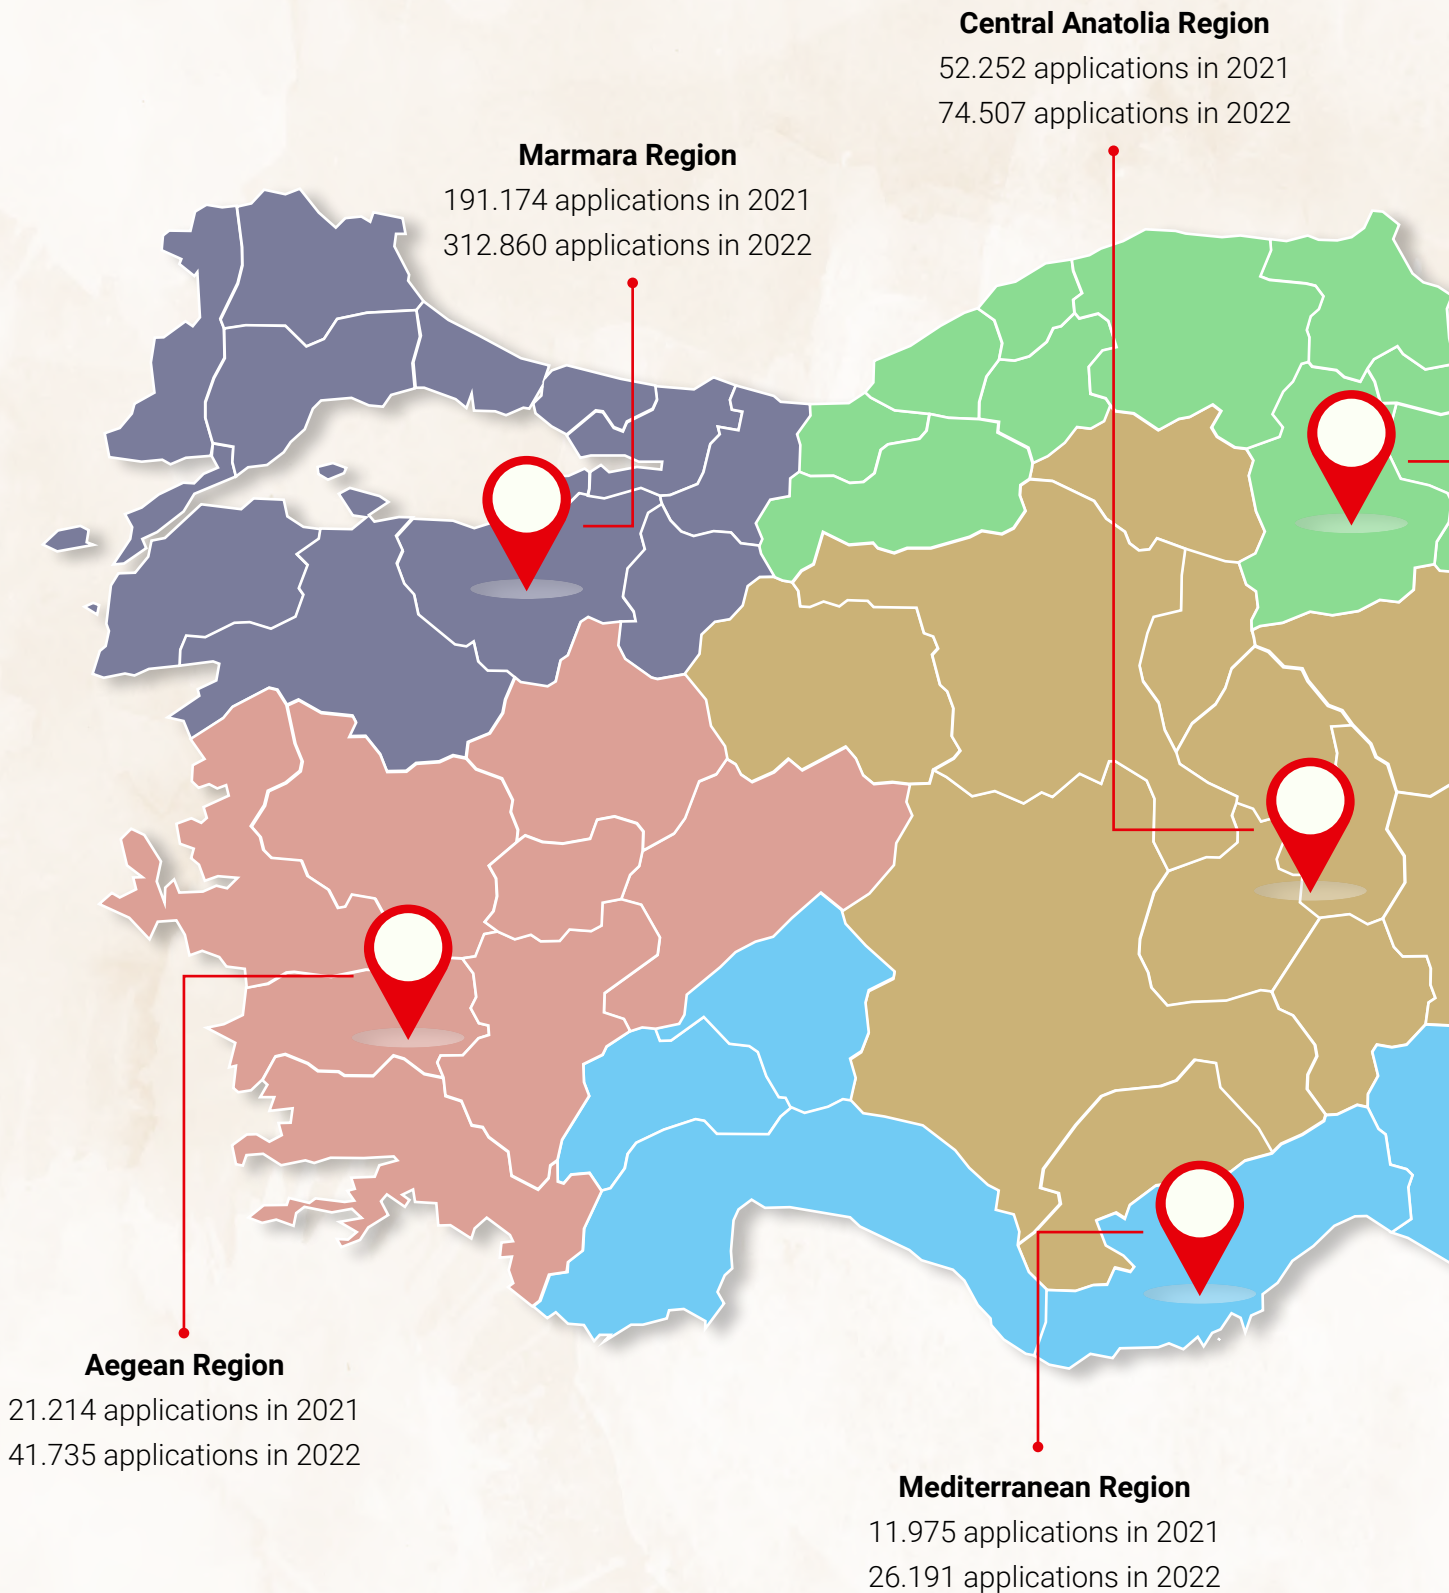 Central Anatolia Region
52.252 applications in 2021
74.507 applications in 2022
Marmara Region
191.174 applications in 2021
312.860 applications in 2022
Aegean Region
21.214 applications in 2021
41.735 applications in 2022
Mediterranean Region
11.975 applications in 2021
26.191 applications in 2022